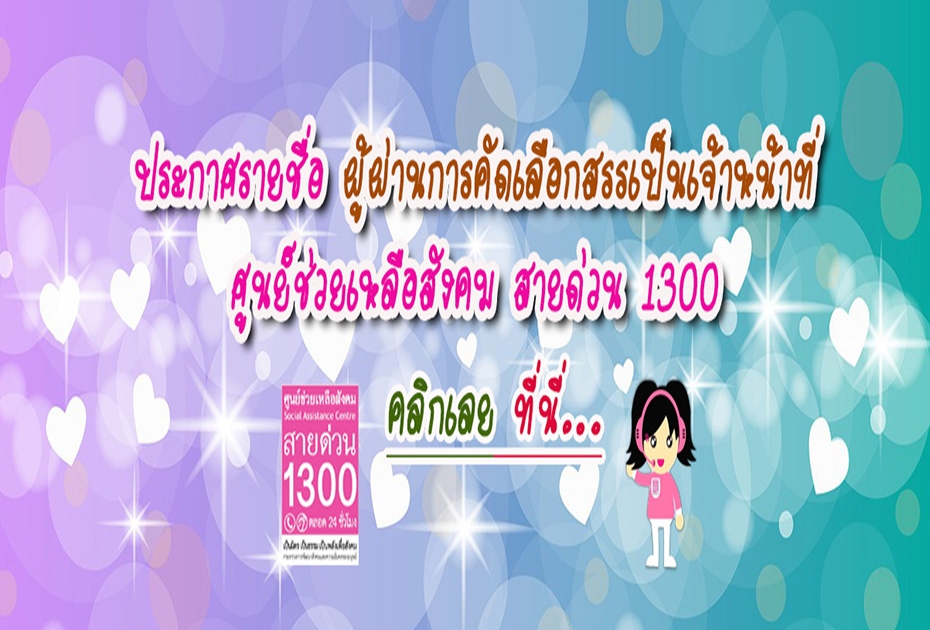 ประกาศรายชื่อ ผู้ผ่านการคัดเลือกสรรเป็นเจ้าหน้าที่
ศูนย์ช่วยเหลือสังคม สายด่วน 1300
คลิกเลย ที่นี่...
ศูนย์ช่วยเหลือสังคม
Social Assistance Centre
สายด่วน
1300
ตลอด 24 ชั่วโมง